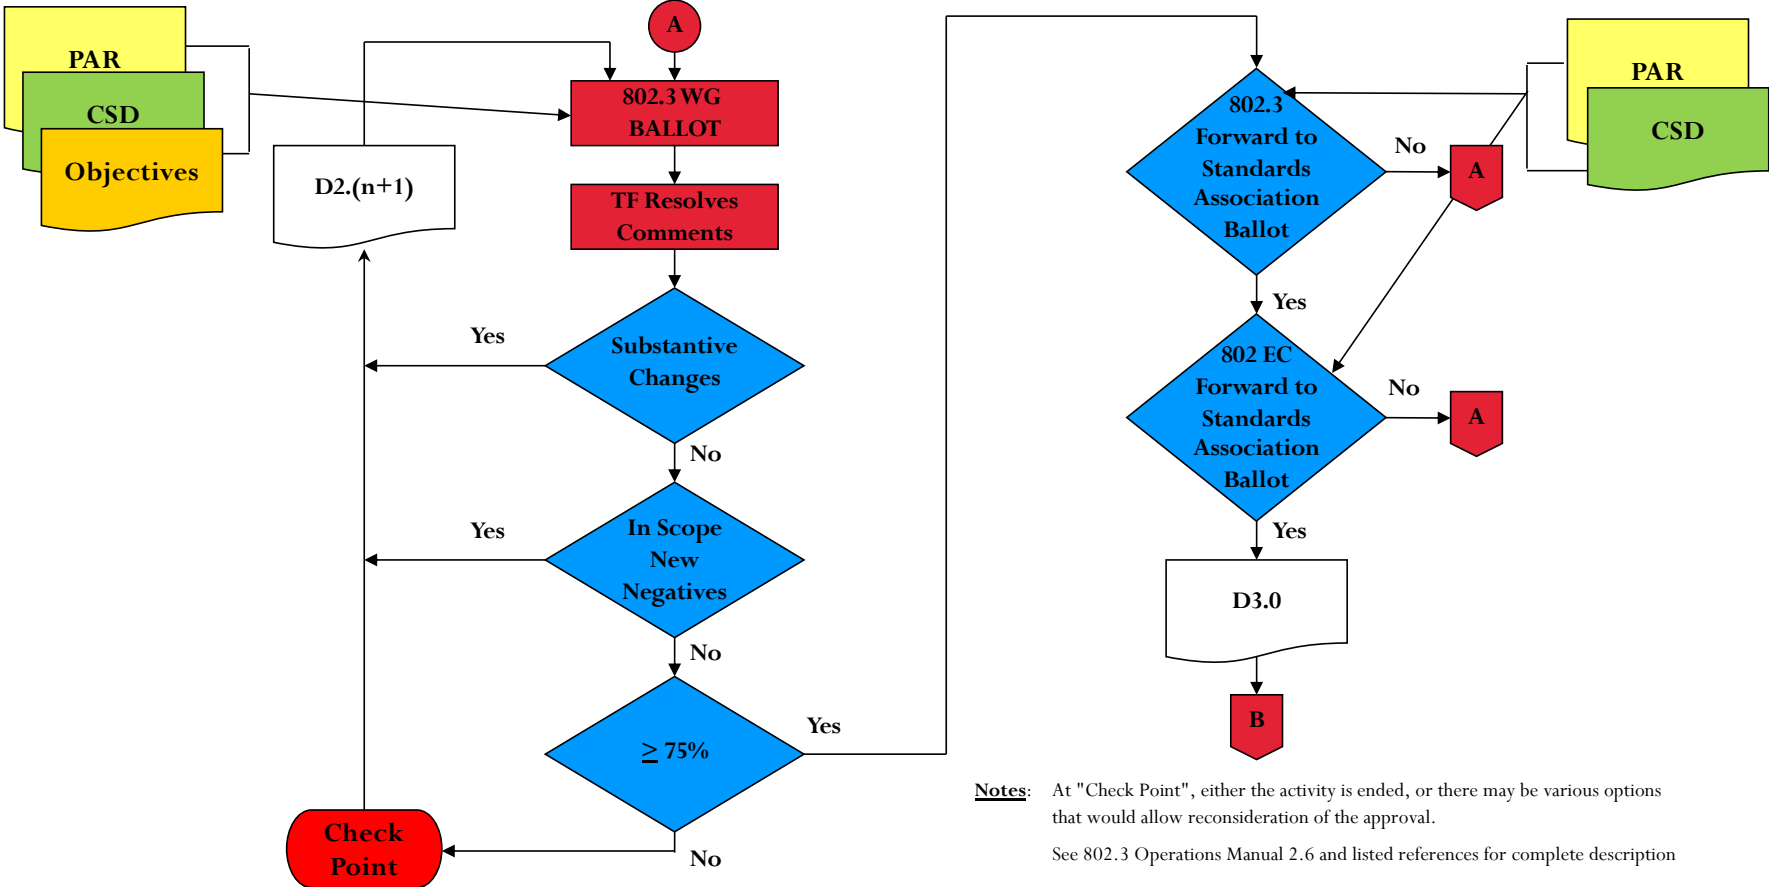 PAR
CSD
Objectives
D2.(n+1)
A
802.3 WG
BALLOT
TF Resolves
Comments
Substantive
Changes
Yes
No
In Scope
New
Negatives
Yes
No
≥ 75%
Yes
No
Check
Point
802.3
Forward to
Standards
Association
Ballot
No
A
Yes
PAR
CSD
802 EC
Forward to
Standards
Association
Ballot
No
A
Yes
D3.0
B
Notes: At "Check Point", either the activity is ended, or there may be various options
that would allow reconsideration of the approval.
See 802.3 Operations Manual 2.6 and listed references for complete description